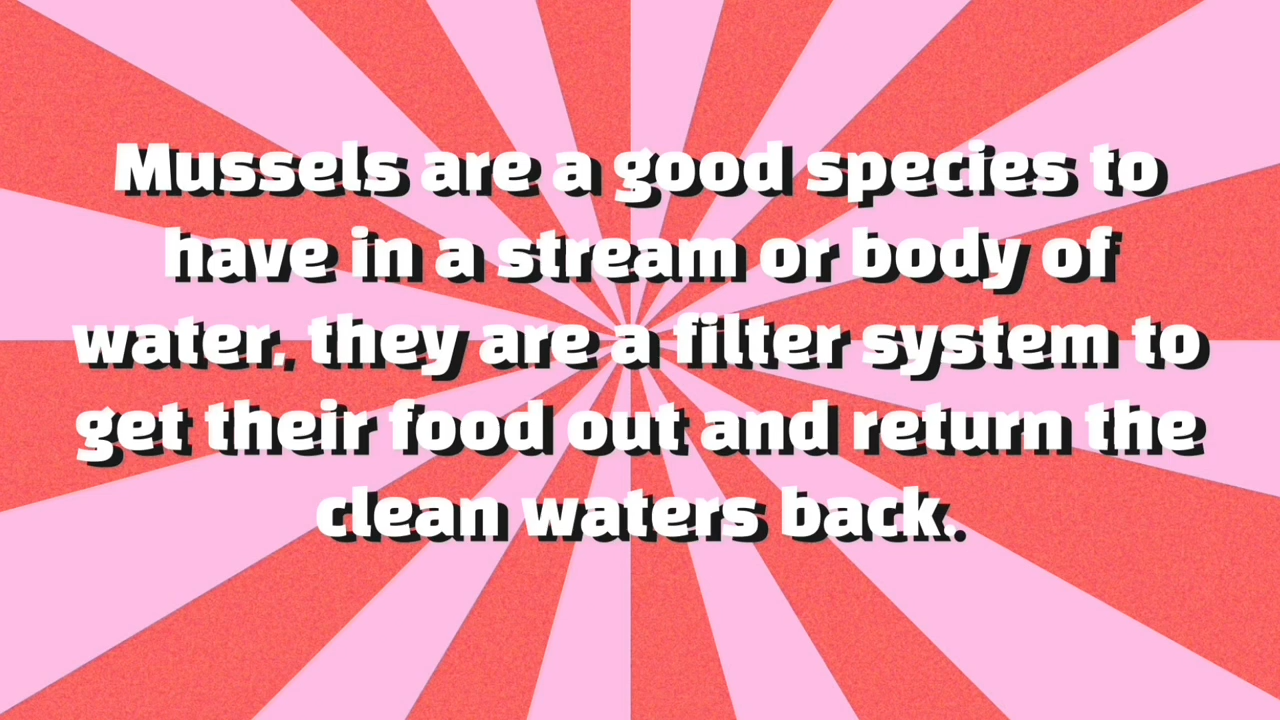 Mussels are a good species to
have in a stream or body of
water, they are a filter system to
get their food out and return the
clean waters back.